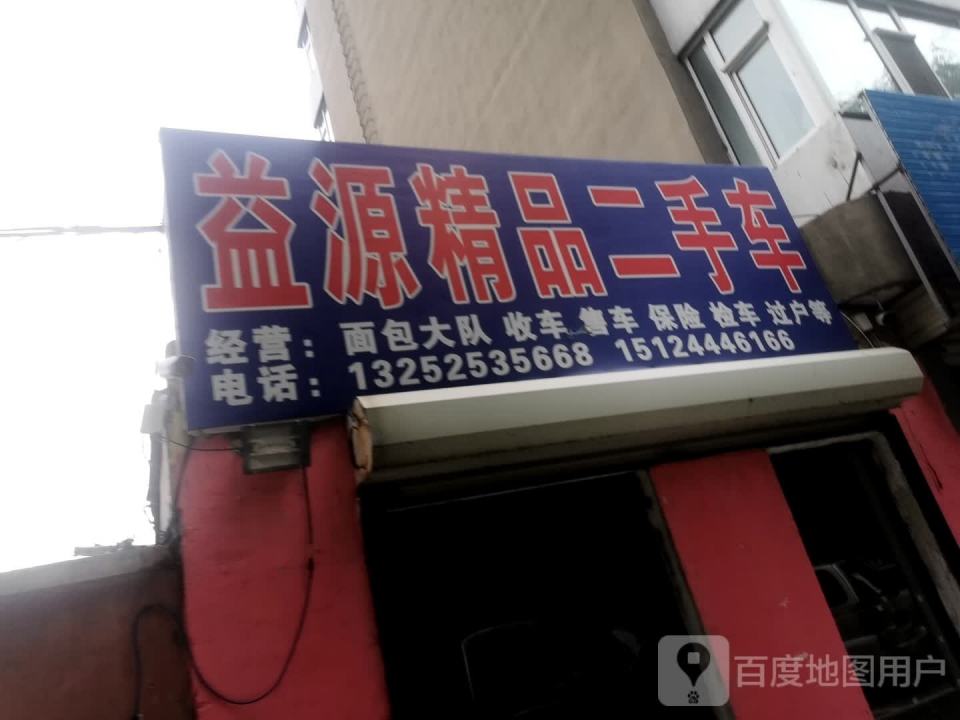 益源精品二手车
经营：面包大队 收车 售车 保险 检车 过户等
电话：13252535668 15124446166
百度地图用户